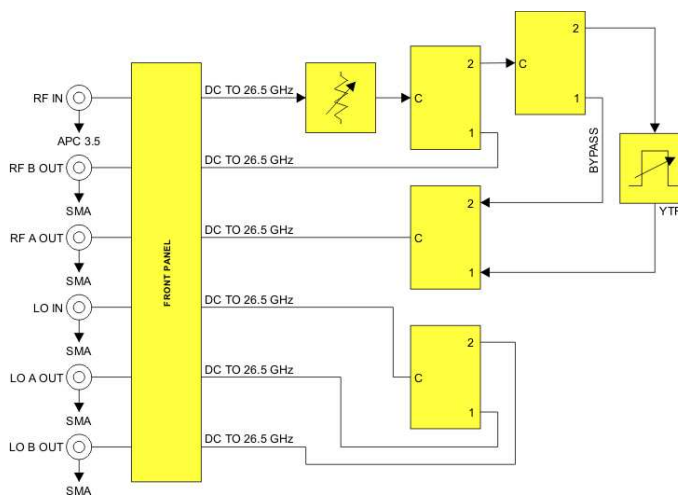 2
C
1
RF IN
DC TO 26.5 GHz
C
2
1
APC 3.5
BYPASS
RF B OUT
DC TO 26.5 GHz
SMA
YTF
RF A OUT
DC TO 26.5 GHz
C
2
1
SMA
FRONT PANEL
LO IN
DC TO 26.5 GHz
SMA
C
2
1
LO A OUT
DC TO 26.5 GHz
SMA
LO B OUT
DC TO 26.5 GHz
SMA